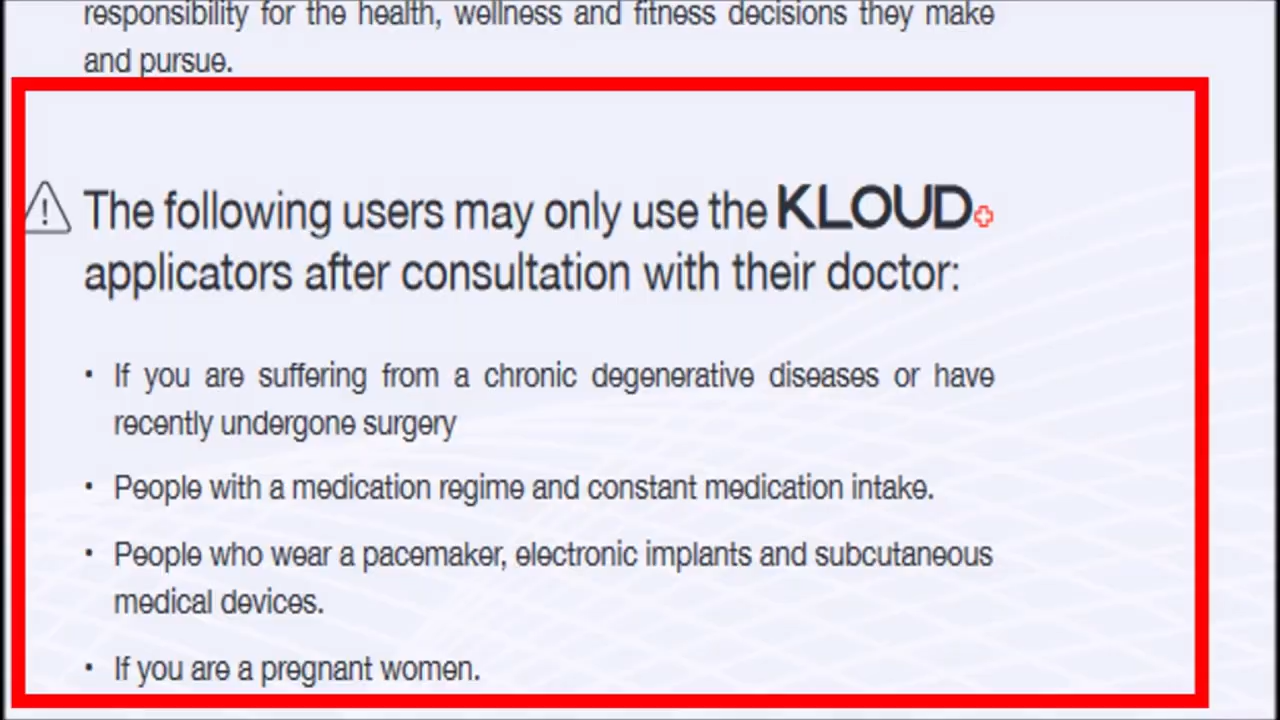 responsibility for the health, wellness and fitness decisions they make
and pursue.
The following users may only use the KLOUD
applicators after consultation with their doctor:
• If you are suffering from a chronic degenerative diseases or have
recently undergone surgery
• People with a medication regime and constant medication intake.
• People who wear a pacemaker, electronic implants and subcutaneous
medical devices.
• If you are a pregnant women.